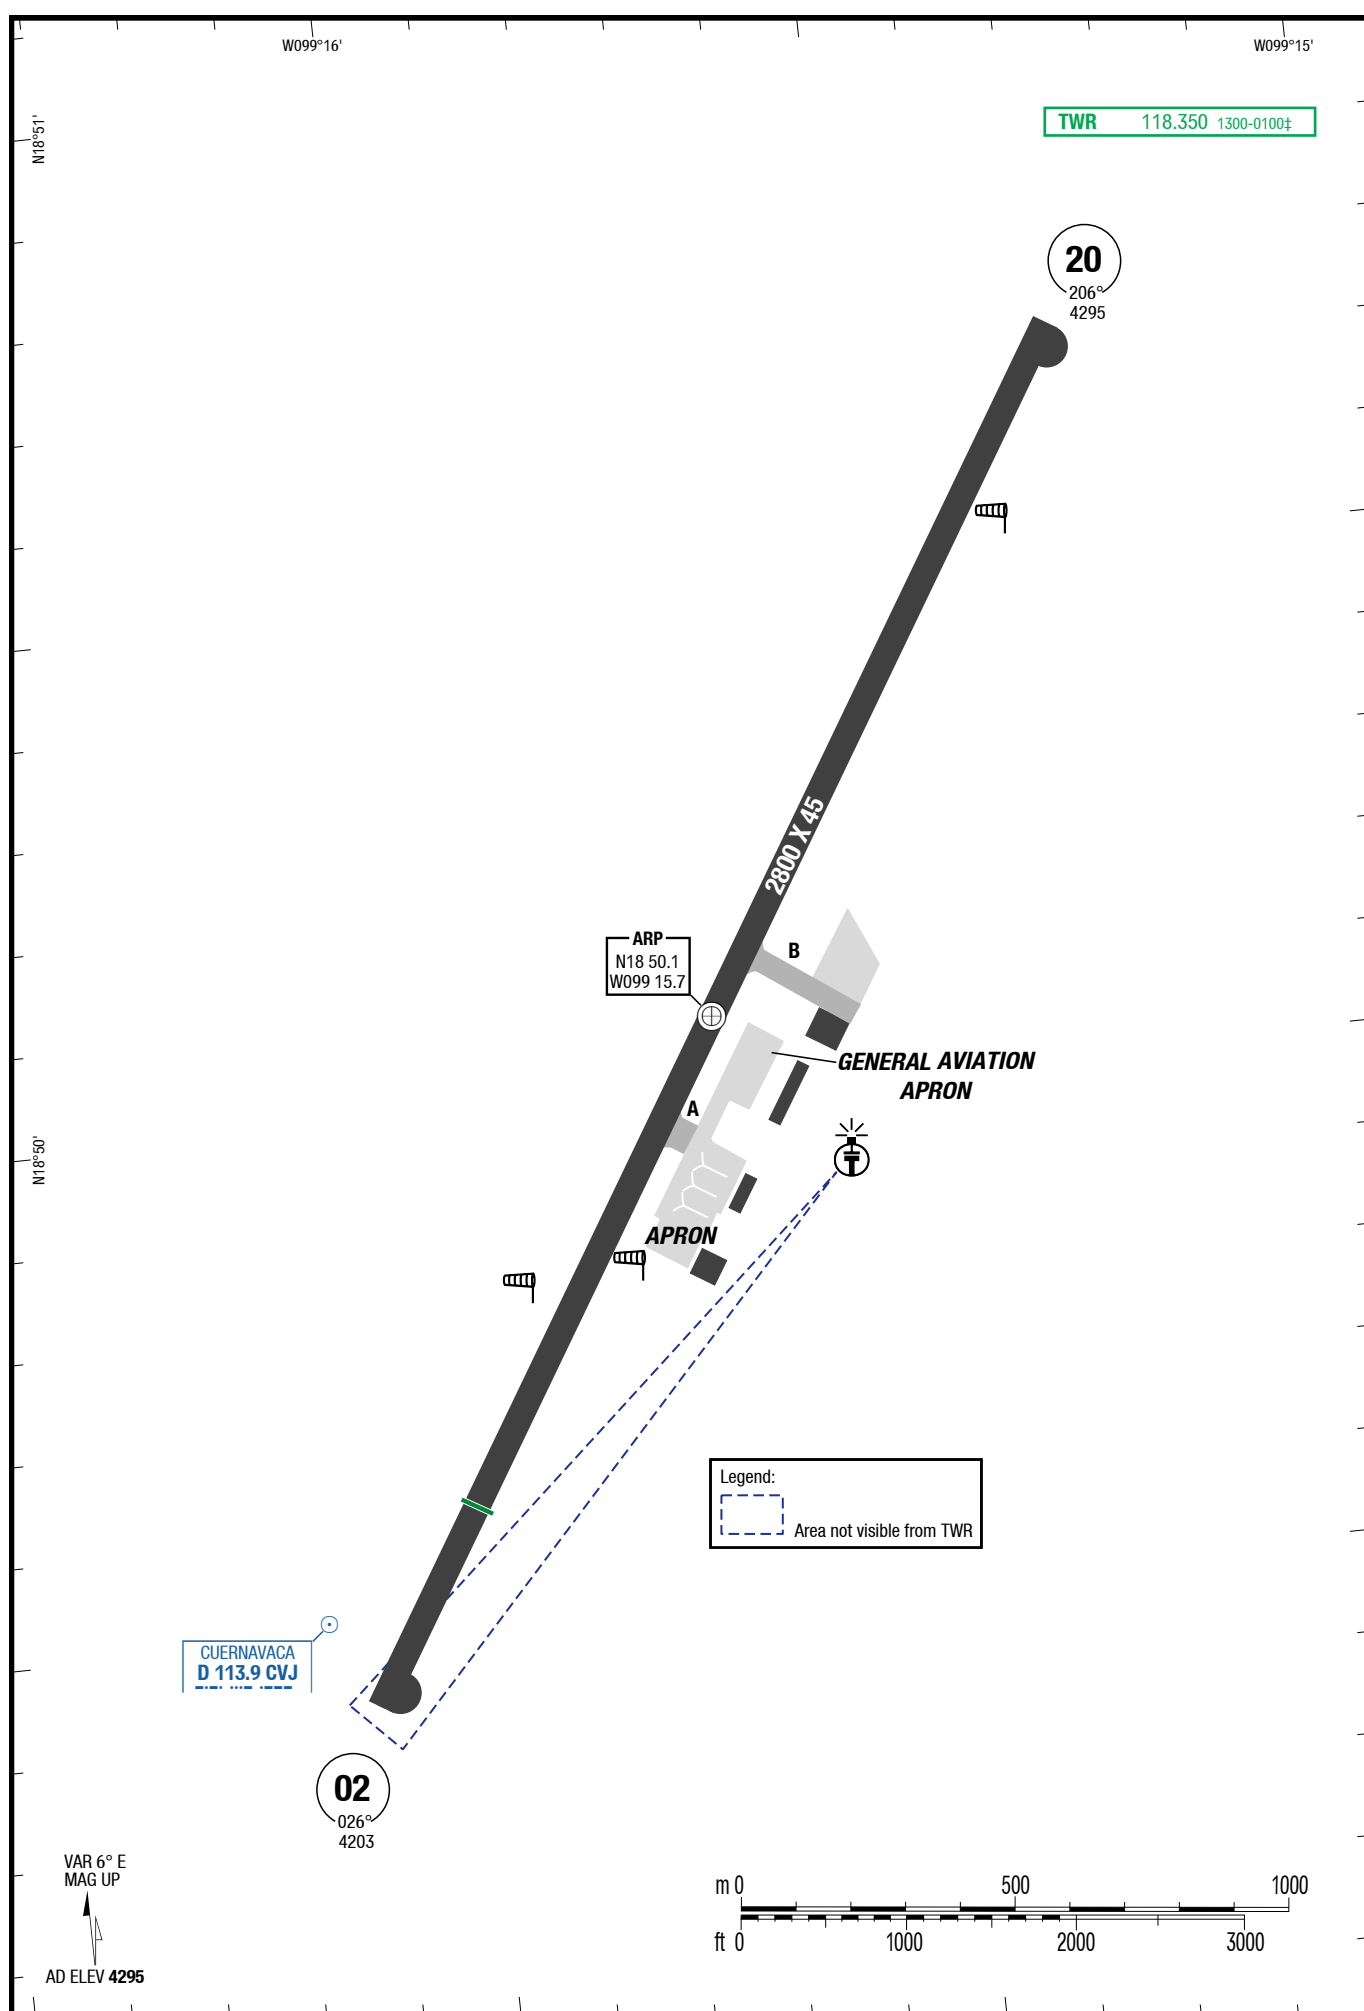 W099°16'
W099°15'
N18°51'
TWR 118.350 1300-0100‡
20
206°
4295
2800 X 45
ARP
N18 50.1
W099 15.7
B
GENERAL AVIATION
APRON
A
N18°50'
APRON
Legend:
Area not visible from TWR
CUERNAVACA
D 113.9 CVJ
02
026°
4203
VAR 6° E
MAG UP
AD ELEV 4295
m 0 500 1000
ft 0 1000 2000 3000